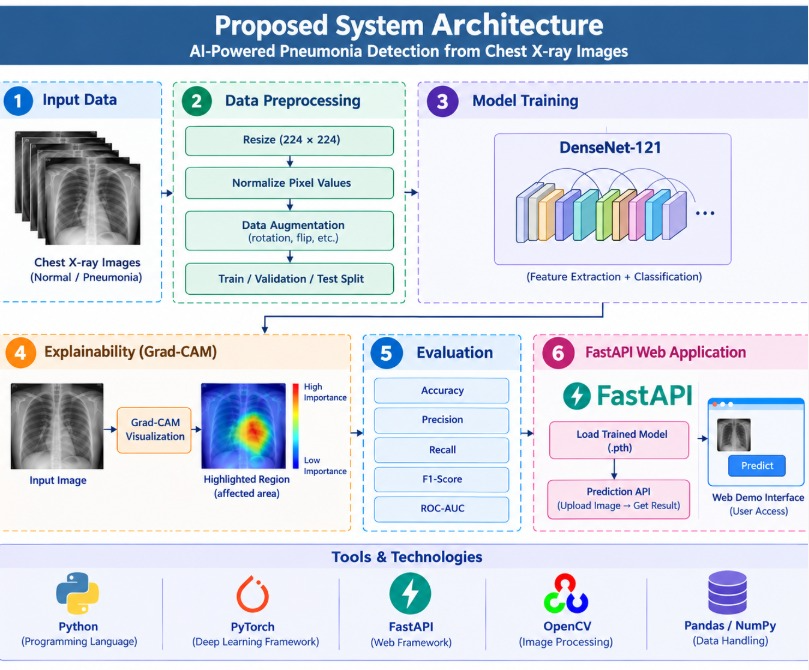 Proposed System Architecture
AI-Powered Pneumonia Detection from Chest X-ray Images
1 Input Data
Chest X-ray Images
(Normal / Pneumonia)
2 Data Preprocessing
Resize (224 × 224)
Normalize Pixel Values
Data Augmentation
(rotation, flip, etc.)
Train / Validation / Test Split
3 Model Training
DenseNet-121
...
(Feature Extraction + Classification)
4 Explainability (Grad-CAM)
Input Image
Grad-CAM
Visualization
Highlighted Region
(affected area)
High
Importance
Low
Importance
5 Evaluation
Accuracy
Precision
Recall
F1-Score
ROC-AUC
6 FastAPI Web Application
FastAPI
Load Trained Model
(.pth)
Prediction API
(Upload Image → Get Result)
Predict
Web Demo Interface
(User Access)
Tools & Technologies
Python
(Programming Language)
PyTorch
(Deep Learning Framework)
FastAPI
(Web Framework)
OpenCV
(Image Processing)
Pandas / NumPy
(Data Handling)